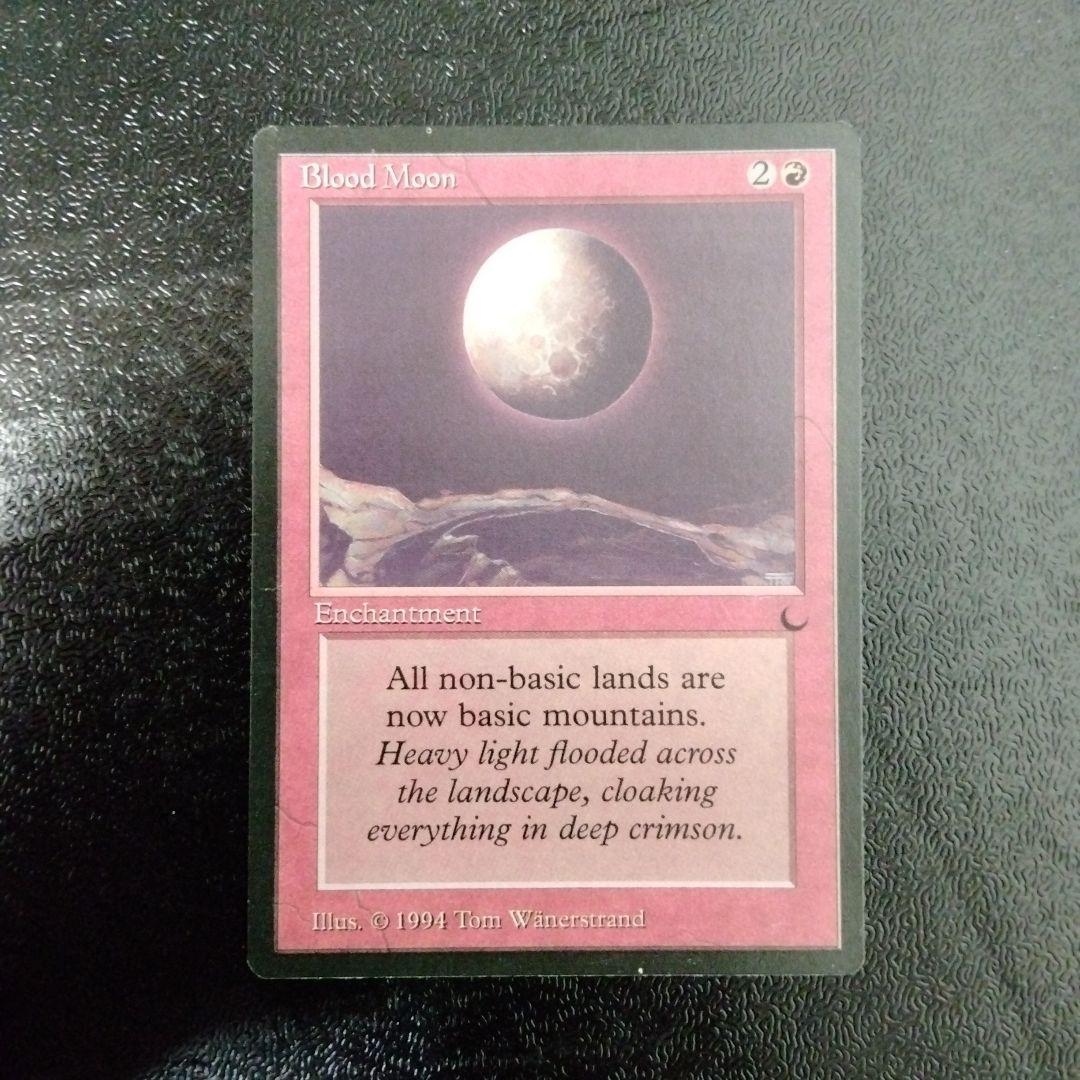 Blood Moon 2
Enchantment
All non-basic lands are
now basic mountains.
Heavy light flooded across
the landscape, cloaking
everything in deep crimson.
Illus. © 1994 Tom Wänerstrand